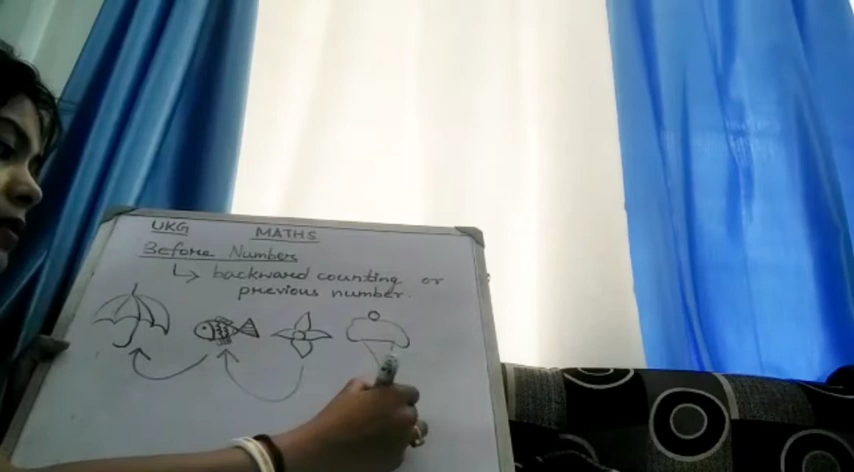 UKG MATHS
Before Numbers
↳ backward counting or
previous number.